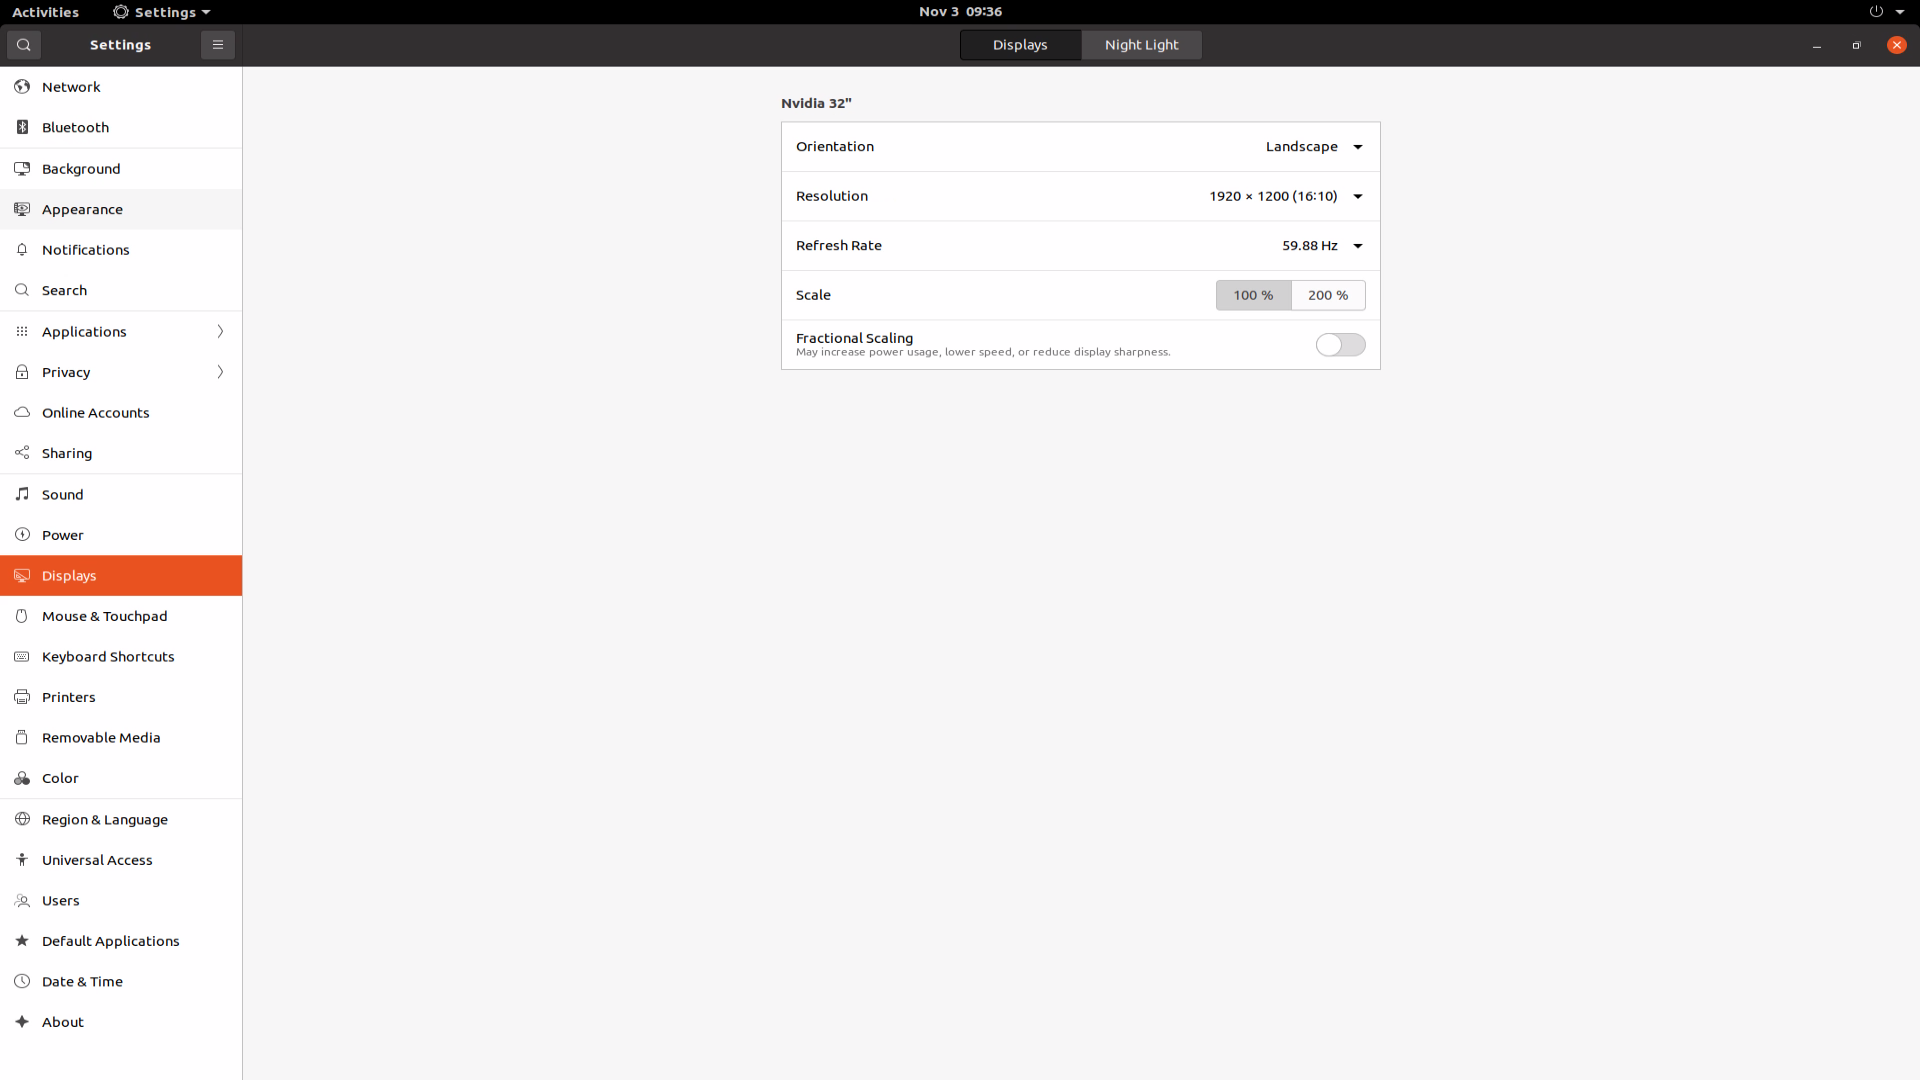 Activities
Settings
Nov 3 09:36
Settings
Displays
Night Light
Network
Bluetooth
Background
Appearance
Notifications
Search
Applications
Privacy
Online Accounts
Sharing
Sound
Power
Displays
Mouse & Touchpad
Keyboard Shortcuts
Printers
Removable Media
Color
Region & Language
Universal Access
Users
Default Applications
Date & Time
About
Nvidia 32"
Orientation Landscape
Resolution 1920 × 1200 (16:10)
Refresh Rate 59.88 Hz
Scale 100 % 200 %
Fractional Scaling
May increase power usage, lower speed, or reduce display sharpness.